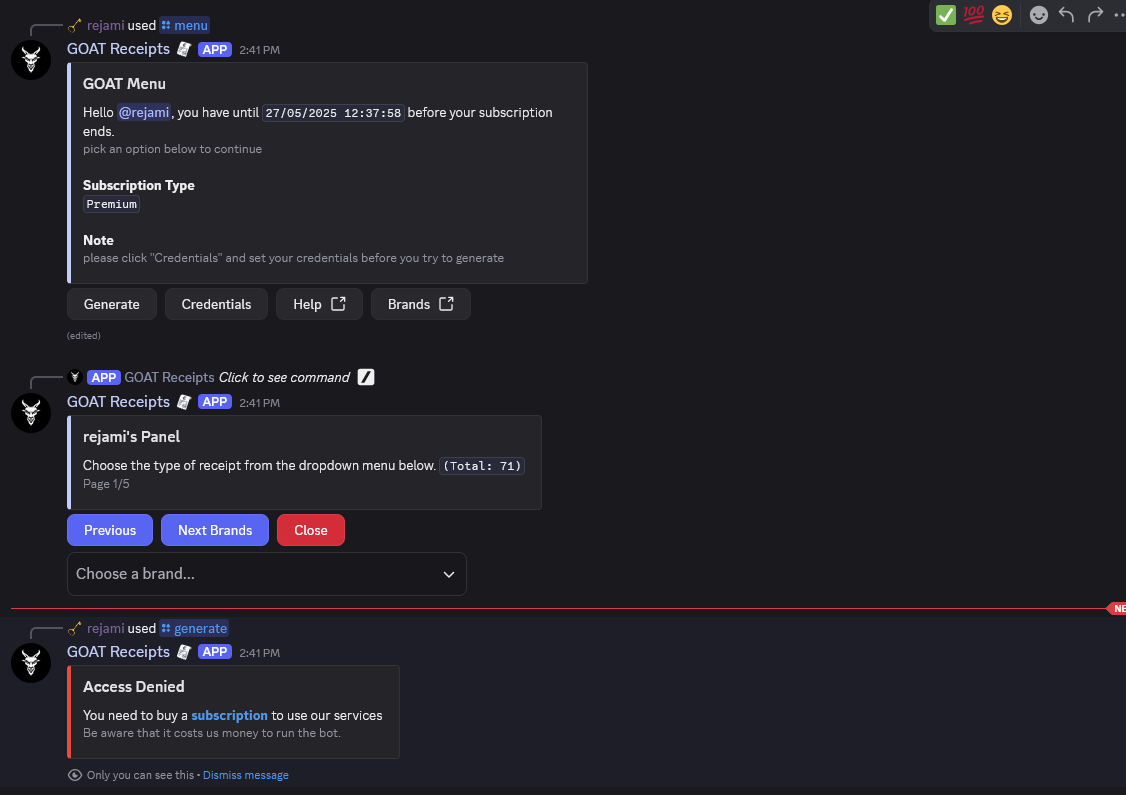 rejami used menu
GOAT Receipts APP 2:41 PM
GOAT Menu
Hello @rejami, you have until 27/05/2025 12:37:58 before your subscription
ends.
pick an option below to continue
Subscription Type
Premium
Note
please click "Credentials" and set your credentials before you try to generate
Generate Credentials Help Brands
(edited)
APP GOAT Receipts Click to see command
GOAT Receipts APP 2:41 PM
rejami's Panel
Choose the type of receipt from the dropdown menu below. (Total: 71)
Page 1/5
Previous Next Brands Close
Choose a brand...
NE
rejami used generate
GOAT Receipts APP 2:41 PM
Access Denied
You need to buy a subscription to use our services
Be aware that it costs us money to run the bot.
Only you can see this • Dismiss message